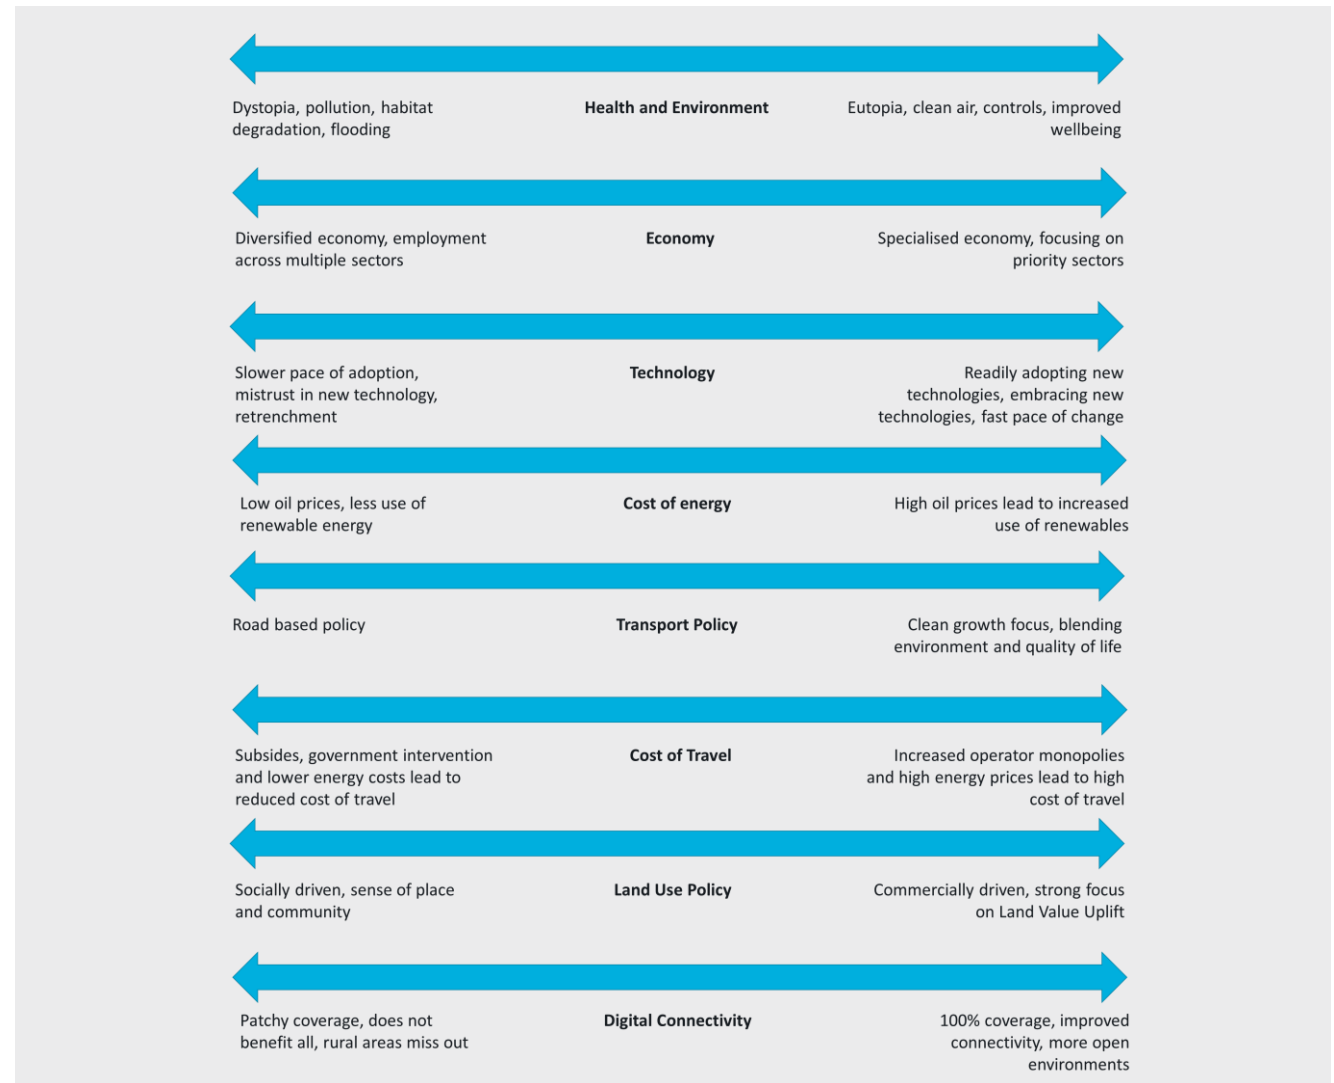 Dystopia, pollution, habitat
degradation, flooding
Health and Environment
Eutopia, clean air, controls, improved
wellbeing
Diversified economy, employment
across multiple sectors
Economy
Specialised economy, focusing on
priority sectors
Slower pace of adoption,
mistrust in new technology,
retrenchment
Technology
Readily adopting new
technologies, embracing new
technologies, fast pace of change
Low oil prices, less use of
renewable energy
Cost of energy
High oil prices lead to increased
use of renewables
Road based policy
Transport Policy
Clean growth focus, blending
environment and quality of life
Subsides, government intervention
and lower energy costs lead to
reduced cost of travel
Cost of Travel
Increased operator monopolies
and high energy prices lead to high
cost of travel
Socially driven, sense of place
and community
Land Use Policy
Commercially driven, strong focus
on Land Value Uplift
Patchy coverage, does not
benefit all, rural areas miss out
Digital Connectivity
100% coverage, improved
connectivity, more open
environments